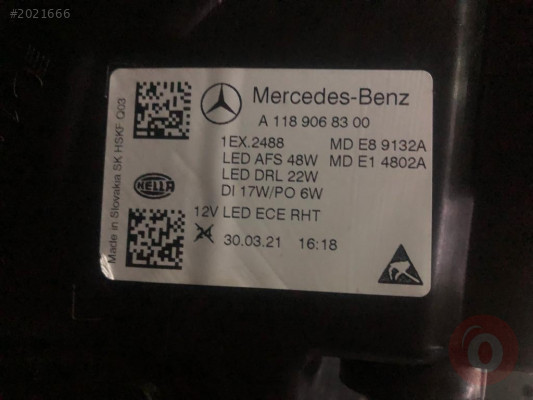 #2021666
Mercedes-Benz
A 118 906 83 00
1EX.2488 MD E8 9132A
LED AFS 48W MD E1 4802A
LED DRL 22W
DI 17W/PO 6W
12V LED ECE RHT
30.03.21 16:18
HELLA
Made in Slovakia SK HSKF Q03